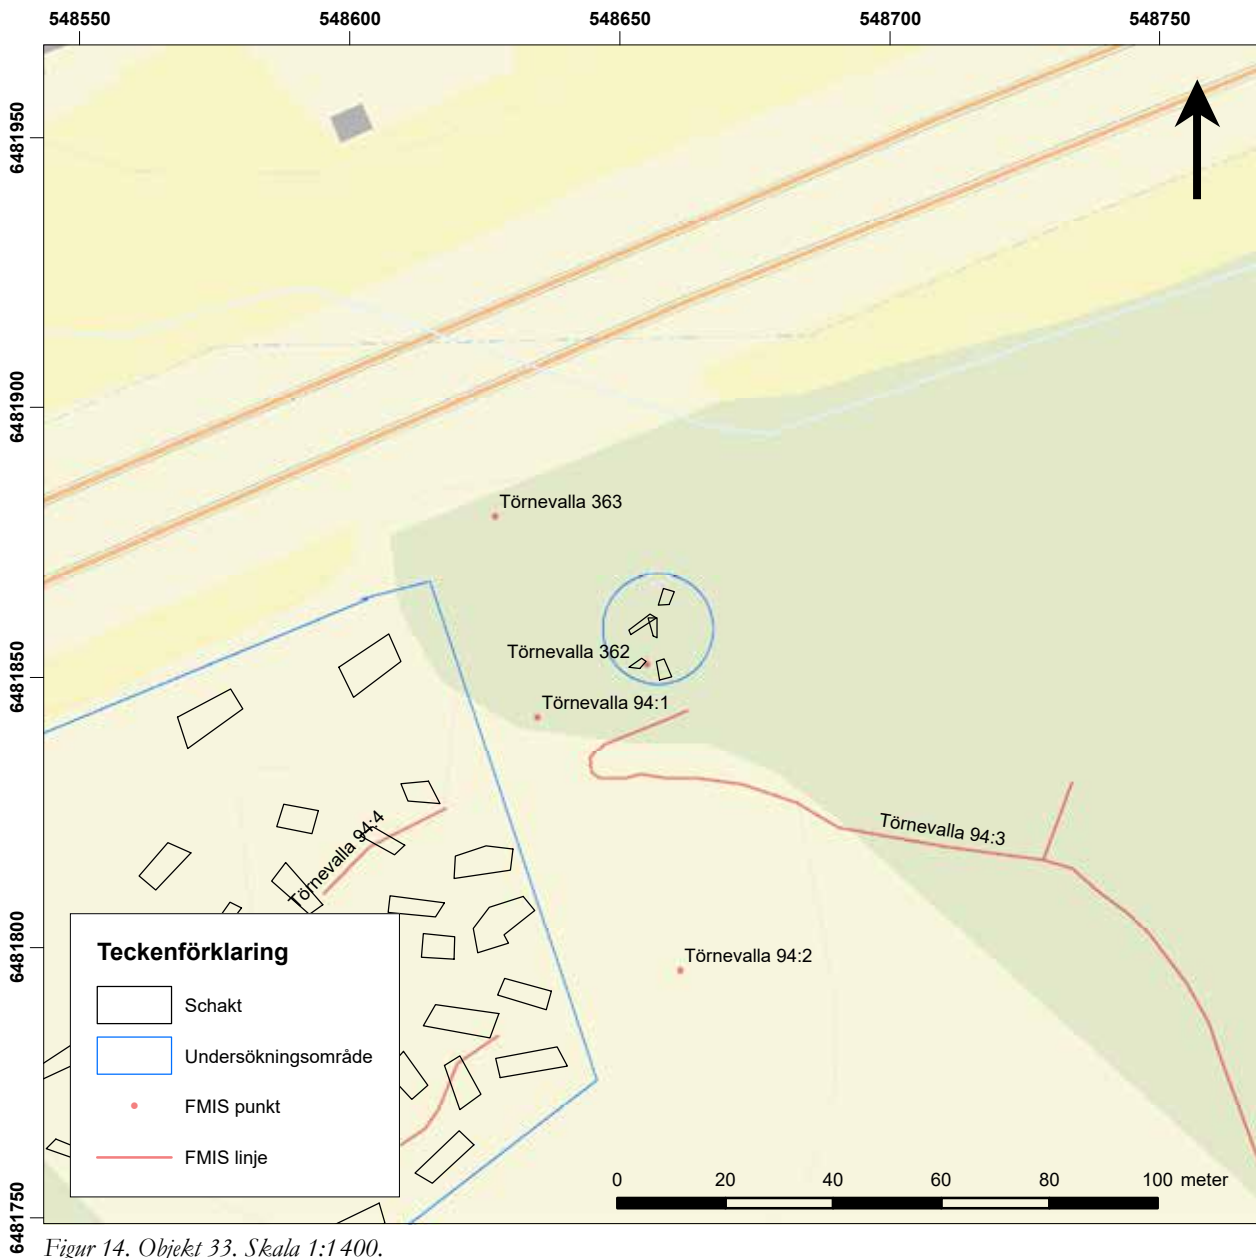 548550 548600 548650 548700 548750
6481950
6481900
6481850
6481800
6481750
Törnevalla 363
Törnevalla 362
Törnevalla 94:1
Törnevalla 94:4
Törnevalla 94:3
Törnevalla 94:2
Teckenförklaring
Schakt
Undersökningsområde
FMIS punkt
FMIS linje
0 20 40 60 80 100 meter
Figur 14. Objekt 33. Skala 1:1400.